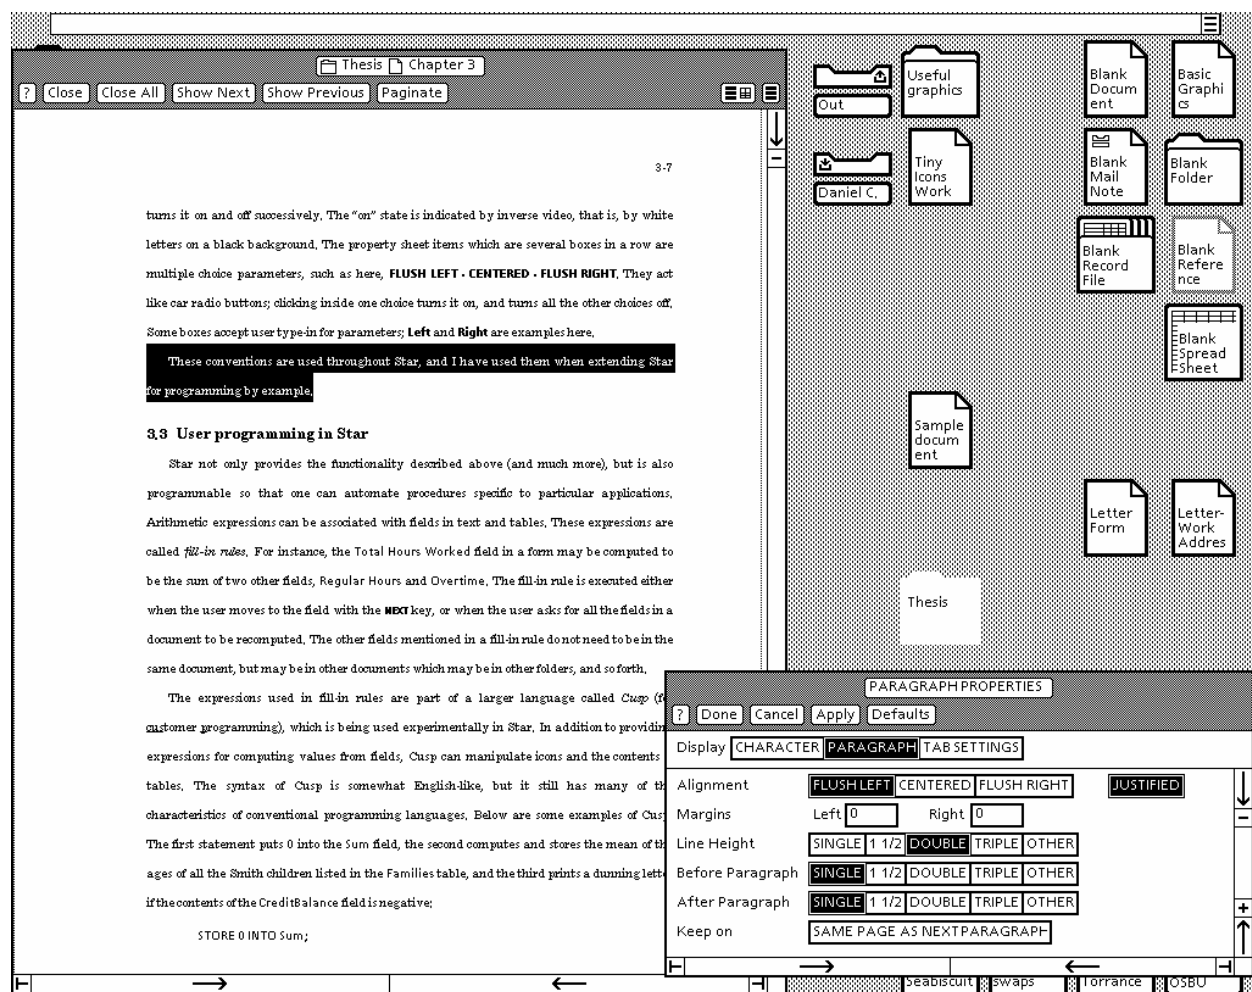 Thesis Chapter 3
? Close Close All Show Next Show Previous Paginate
3-7
turns it on and off successively. The "on" state is indicated by inverse video, that is, by white
letters on a black background. The property sheet items which are several boxes in a row are
multiple choice parameters, such as here, FLUSH LEFT - CENTERED - FLUSH RIGHT. They act
like car radio buttons; clicking inside one choice turns it on, and turns all the other choices off.
Some boxes accept user type-in for parameters; Left and Right are examples here.
These conventions are used throughout Star, and I have used them when extending Star
for programming by example.
3.3 User programming in Star
Star not only provides the functionality described above (and much more), but is also
programmable so that one can automate procedures specific to particular applications.
Arithmetic expressions can be associated with fields in text and tables. These expressions are
called fill-in rules. For instance, the Total Hours Worked field in a form may be computed to
be the sum of two other fields, Regular Hours and Overtime. The fill-in rule is executed either
when the user moves to the field with the NEXT key, or when the user asks for all the fields in a
document to be recomputed. The other fields mentioned in a fill-in rule do not need to be in the
same document, but may be in other documents which may be in other folders, and so forth.
The expressions used in fill-in rules are part of a larger language called Cusp (
customer programming), which is being used experimentally in Star. In addition to providin
expressions for computing values from fields, Cusp can manipulate icons and the contents
tables. The syntax of Cusp is somewhat English-like, but it still has many of th
characteristics of conventional programming languages. Below are some examples of Cus
The first statement puts 0 into the Sum field, the second computes and stores the mean of th
ages of all the Smith children listed in the Families table, and the third prints a dunning lette
if the contents of the CreditBalance field is negative:
STORE 0 INTO Sum;
Out
Useful
graphics
Blank
Docum
ent
Basic
Graphi
cs
Daniel C.
Tiny
Icons
Work
Blank
Mail
Note
Blank
Folder
Blank
Record
File
Blank
Refere
nce
Blank
Spread
Sheet
Sample
docum
ent
Letter
Form
Letter-
Work
Addres
Thesis
PARAGRAPH PROPERTIES
? Done Cancel Apply Defaults
Display CHARACTER PARAGRAPH TAB SETTINGS
Alignment FLUSH LEFT CENTERED FLUSH RIGHT JUSTIFIED
Margins Left 0 Right 0
Line Height SINGLE 1 1/2 DOUBLE TRIPLE OTHER
Before Paragraph SINGLE 1 1/2 DOUBLE TRIPLE OTHER
After Paragraph SINGLE 1 1/2 DOUBLE TRIPLE OTHER
Keep on SAME PAGE AS NEXT PARAGRAPH
Seabiscuit swaps Torrance OSBU